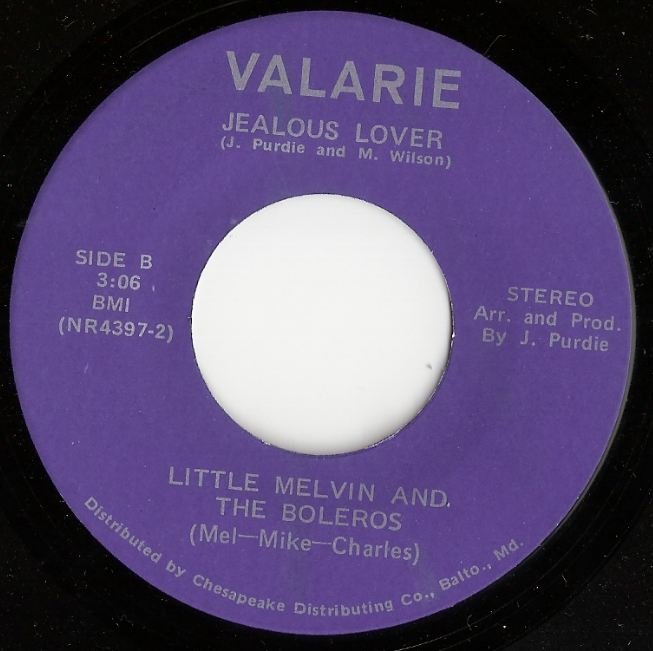 VALARIE
JEALOUS LOVER
(J. Purdie and M. Wilson)
SIDE B
3:06
BMI
(NR4397-2)
STEREO
Arr. and Prod.
By J. Purdie
LITTLE MELVIN AND.
THE BOLEROS
(Mel—Mike—Charles)
Distributed by Chesapeake Distributing Co., Balto., Md.